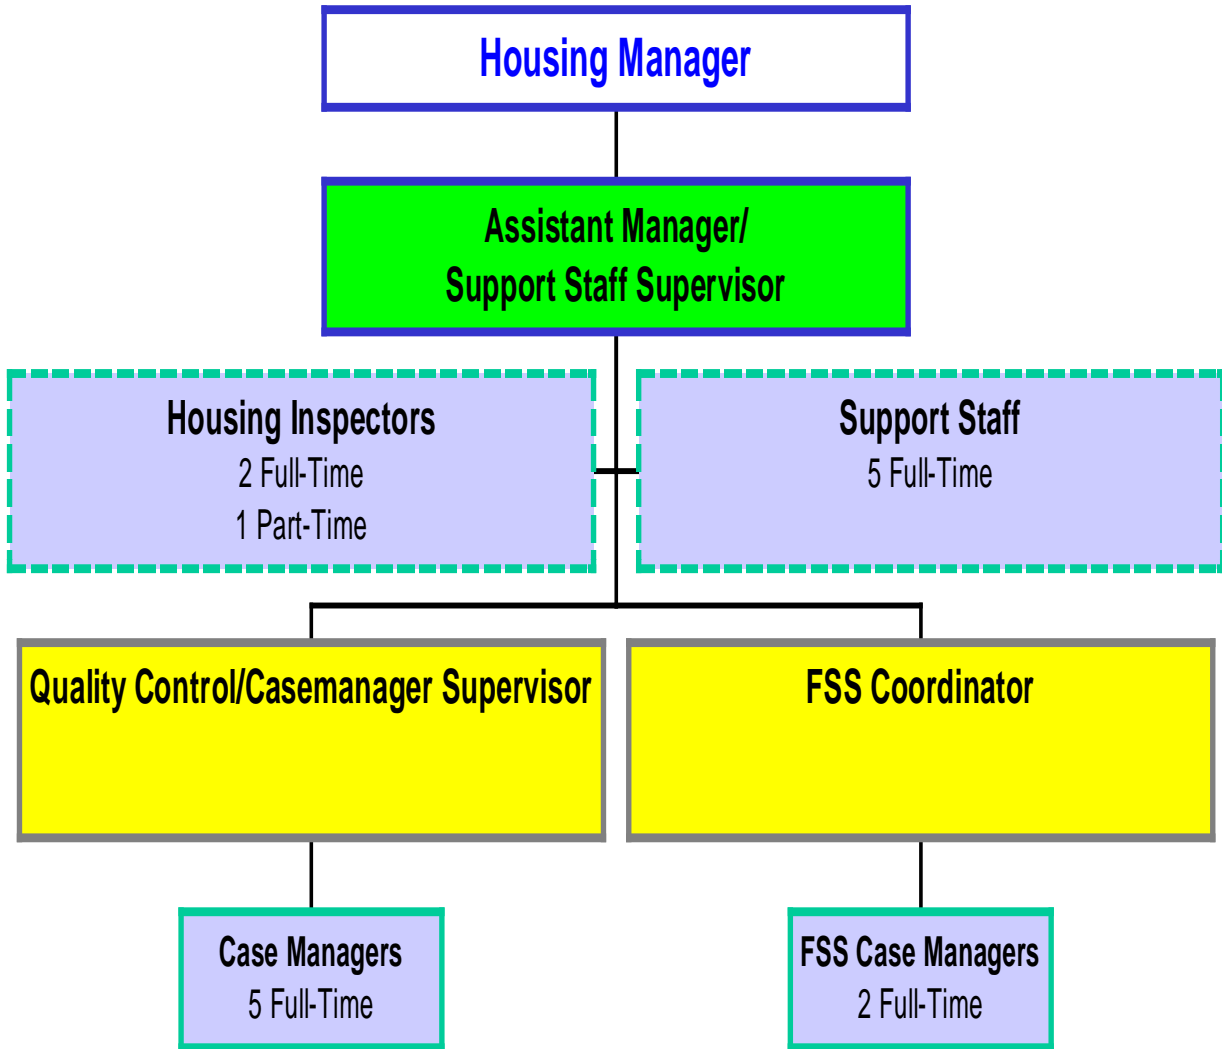 Housing Manager
Assistant Manager/
Support Staff Supervisor
Housing Inspectors
2 Full-Time
1 Part-Time
Support Staff
5 Full-Time
Quality Control/Casemanager Supervisor
FSS Coordinator
Case Managers
5 Full-Time
FSS Case Managers
2 Full-Time